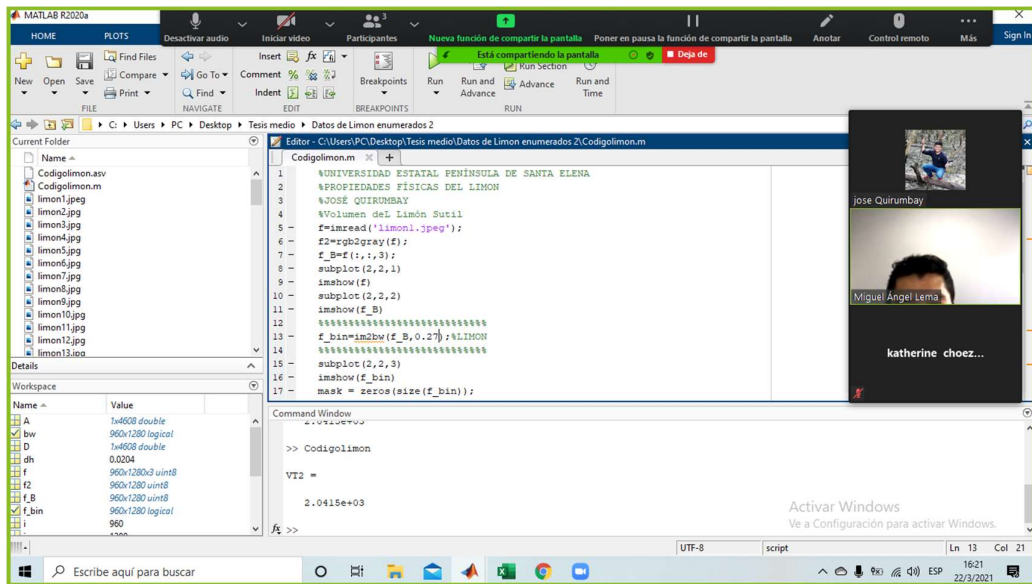 MATLAB R2020a
HOME PLOTS Desactivar audio Iniciar video Participantes 3 Nueva función de compartir la pantalla Poner en pausa la función de compartir la pantalla Anotar Control remoto Más Sign In
Está compartiendo la pantalla Deja de
New Open Save Find Files Compare Print Go To Find Insert fx Comment Indent Breakpoints Run Run and Advance Run Section Advance Run and Time
FILE NAVIGATE EDIT BREAKPOINTS RUN
C: Users PC Desktop Tesis medio Datos de Limon enumerados 2
Current Folder
Name
Codigolimon.asv
Codigolimon.m
limon1.jpeg
limon2.jpg
limon3.jpg
limon4.jpg
limon5.jpg
limon6.jpg
limon7.jpg
limon8.jpg
limon9.jpg
limon10.jpg
limon11.jpg
limon12.jpg
limon13.jpg
Details
Workspace
Name Value
A 1x4608 double
bw 960x1280 logical
D 1x4608 double
dh 0.0204
f 960x1280x3 uint8
f2 960x1280 uint8
f_B 960x1280 uint8
f_bin 960x1280 logical
i 960
Editor - C:\Users\PC\Desktop\Tesis medio\Datos de Limon enumerados 2\Codigolimon.m
Codigolimon.m
1 %UNIVERSIDAD ESTATAL PENÍNSULA DE SANTA ELENA
2 %PROPIEDADES FÍSICAS DEL LIMON
3 %JOSÉ QUIRUMBAY
4 %Volumen deL Limón Sutil
5 - f=imread('limon1.jpeg');
6 - f2=rgb2gray(f);
7 - f_B=f(:,:,3);
8 - subplot(2,2,1)
9 - imshow(f)
10 - subplot(2,2,2)
11 - imshow(f_B)
12 %%%%%%%%%%%%%%%%%%%%%%%%%%%%
13 - f_bin=im2bw(f_B,0.27);%LIMON
14 %%%%%%%%%%%%%%%%%%%%%%%%%%%%
15 - subplot(2,2,3)
16 - imshow(f_bin)
17 - mask = zeros(size(f_bin));
Command Window
2.0415e+03
>> Codigolimon
VT2 =
2.0415e+03
fx >>
jose Quirumbay
Miguel Ángel Lema
katherine choez...
Activar Windows
Ve a Configuración para activar Windows.
UTF-8 script Ln 13 Col 21
Escribe aquí para buscar
ESP 16:21
22/3/2021